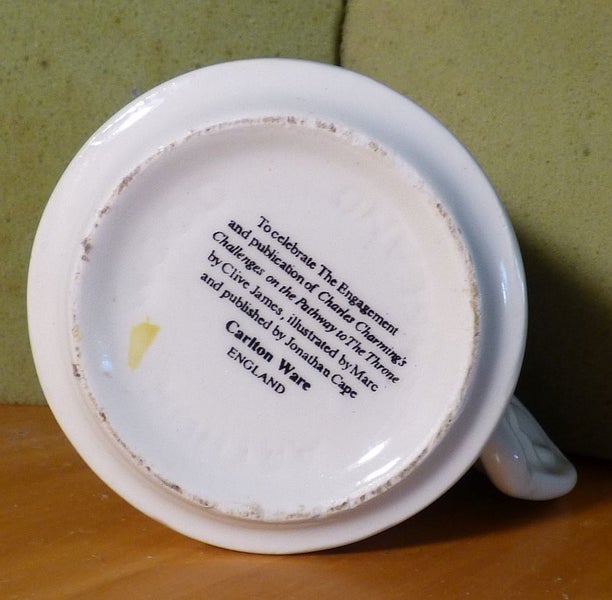 To celebrate The Engagement
and publication of Charles Charming's
Challenges on the Pathway to The Throne
by Clive James, illustrated by Marc
and published by Jonathan Cape
Carlton Ware
ENGLAND